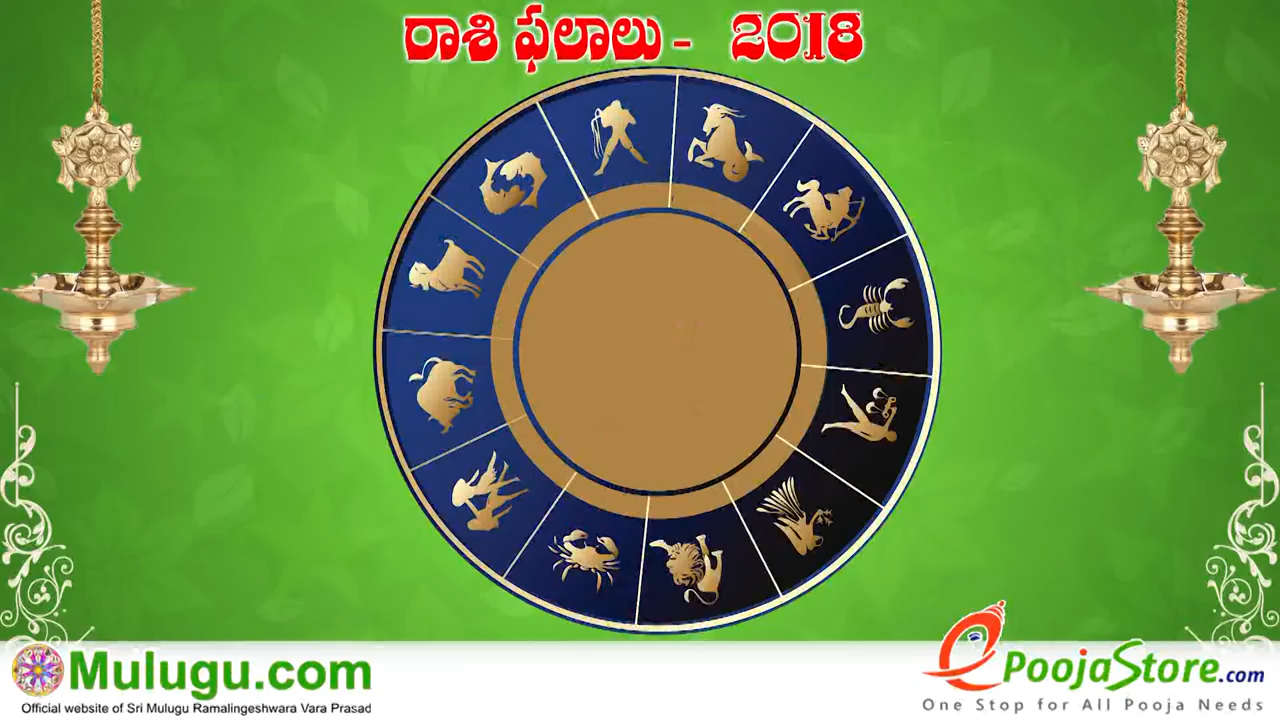 రాశి ఫలాలు - 2018
Mulugu.com
Official website of Sri Mulugu Ramalingeshwara Vara Prasad
e PoojaStore.com
One Stop for All Pooja Needs